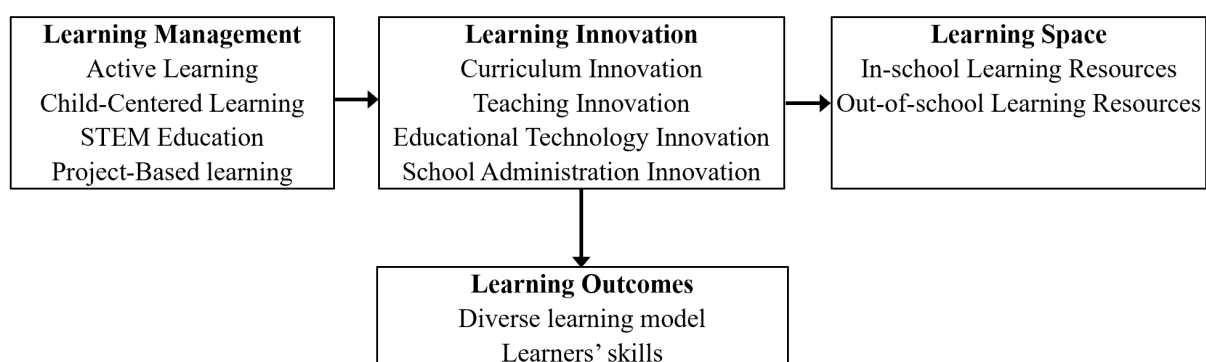 Learning Management
Active Learning
Child-Centered Learning
STEM Education
Project-Based learning
Learning Innovation
Curriculum Innovation
Teaching Innovation
Educational Technology Innovation
School Administration Innovation
Learning Space
In-school Learning Resources
Out-of-school Learning Resources
Learning Outcomes
Diverse learning model
Learners’ skills